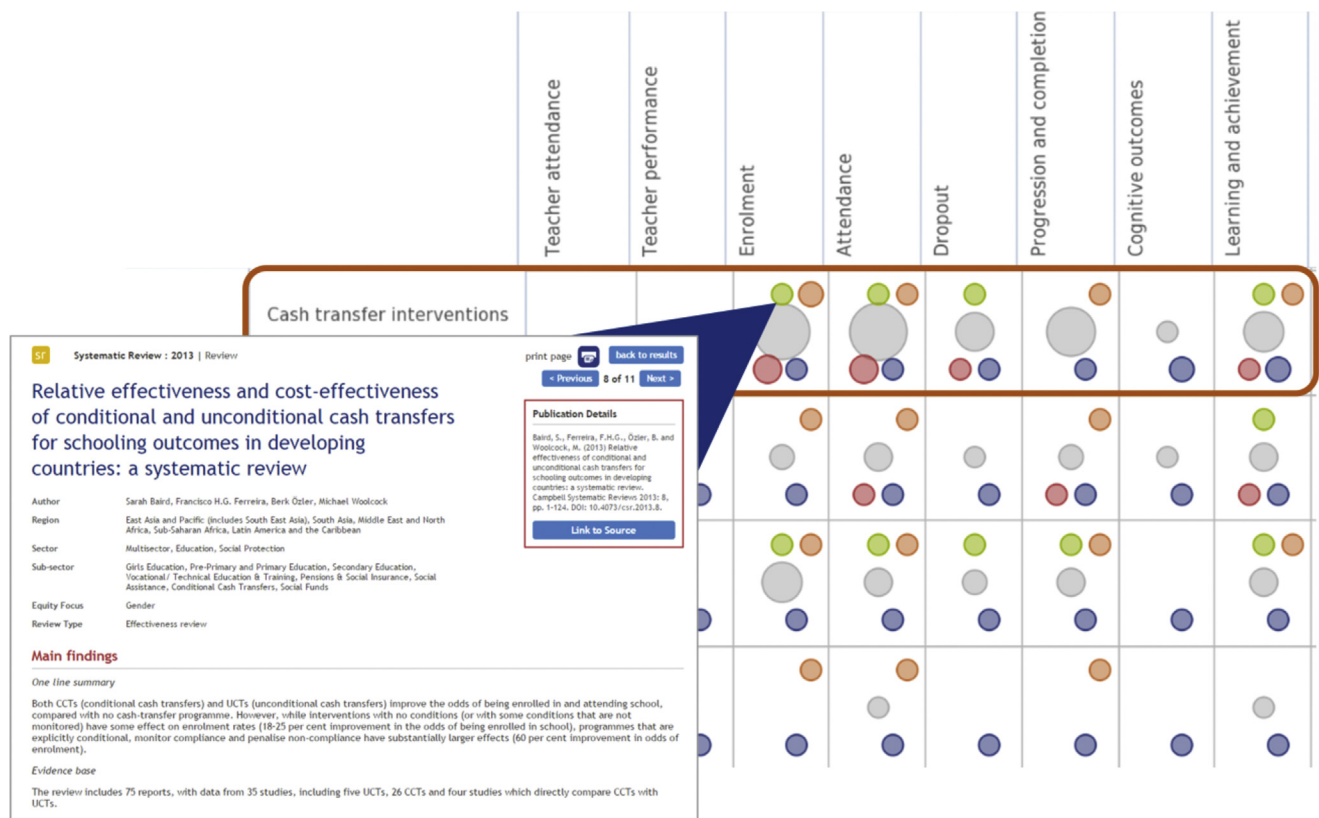 Teacher attendance
Teacher performance
Enrolment
Attendance
Dropout
Progression and completion
Cognitive outcomes
Learning and achievement
Cash transfer interventions
sr
Systematic Review : 2013 | Review
print page
back to results
< Previous 8 of 11 Next >
Relative effectiveness and cost-effectiveness
of conditional and unconditional cash transfers
for schooling outcomes in developing
countries: a systematic review
Publication Details
Baird, S., Ferreira, F.H.G., Özler, B. and
Woolcock, M. (2013) Relative
effectiveness of conditional and
unconditional cash transfers for
schooling outcomes in developing
countries: a systematic review.
Campbell Systematic Reviews 2013: 8,
pp. 1-124. DOI: 10.4073/csr.2013.8.
Link to Source
Author Sarah Baird, Francisco H.G. Ferreira, Berk Özler, Michael Woolcock
Region East Asia and Pacific (includes South East Asia), South Asia, Middle East and North
Africa, Sub-Saharan Africa, Latin America and the Caribbean
Sector Multisector, Education, Social Protection
Sub-sector Girls Education, Pre-Primary and Primary Education, Secondary Education,
Vocational/ Technical Education & Training, Pensions & Social Insurance, Social
Assistance, Conditional Cash Transfers, Social Funds
Equity Focus Gender
Review Type Effectiveness review
Main findings
One line summary
Both CCTs (conditional cash transfers) and UCTs (unconditional cash transfers) improve the odds of being enrolled in and attending school,
compared with no cash-transfer programme. However, while interventions with no conditions (or with some conditions that are not
monitored) have some effect on enrolment rates (18-25 per cent improvement in the odds of being enrolled in school), programmes that are
explicitly conditional, monitor compliance and penalise non-compliance have substantially larger effects (60 per cent improvement in odds of
enrolment).
Evidence base
The review includes 75 reports, with data from 35 studies, including five UCTs, 26 CCTs and four studies which directly compare CCTs with
UCTs.